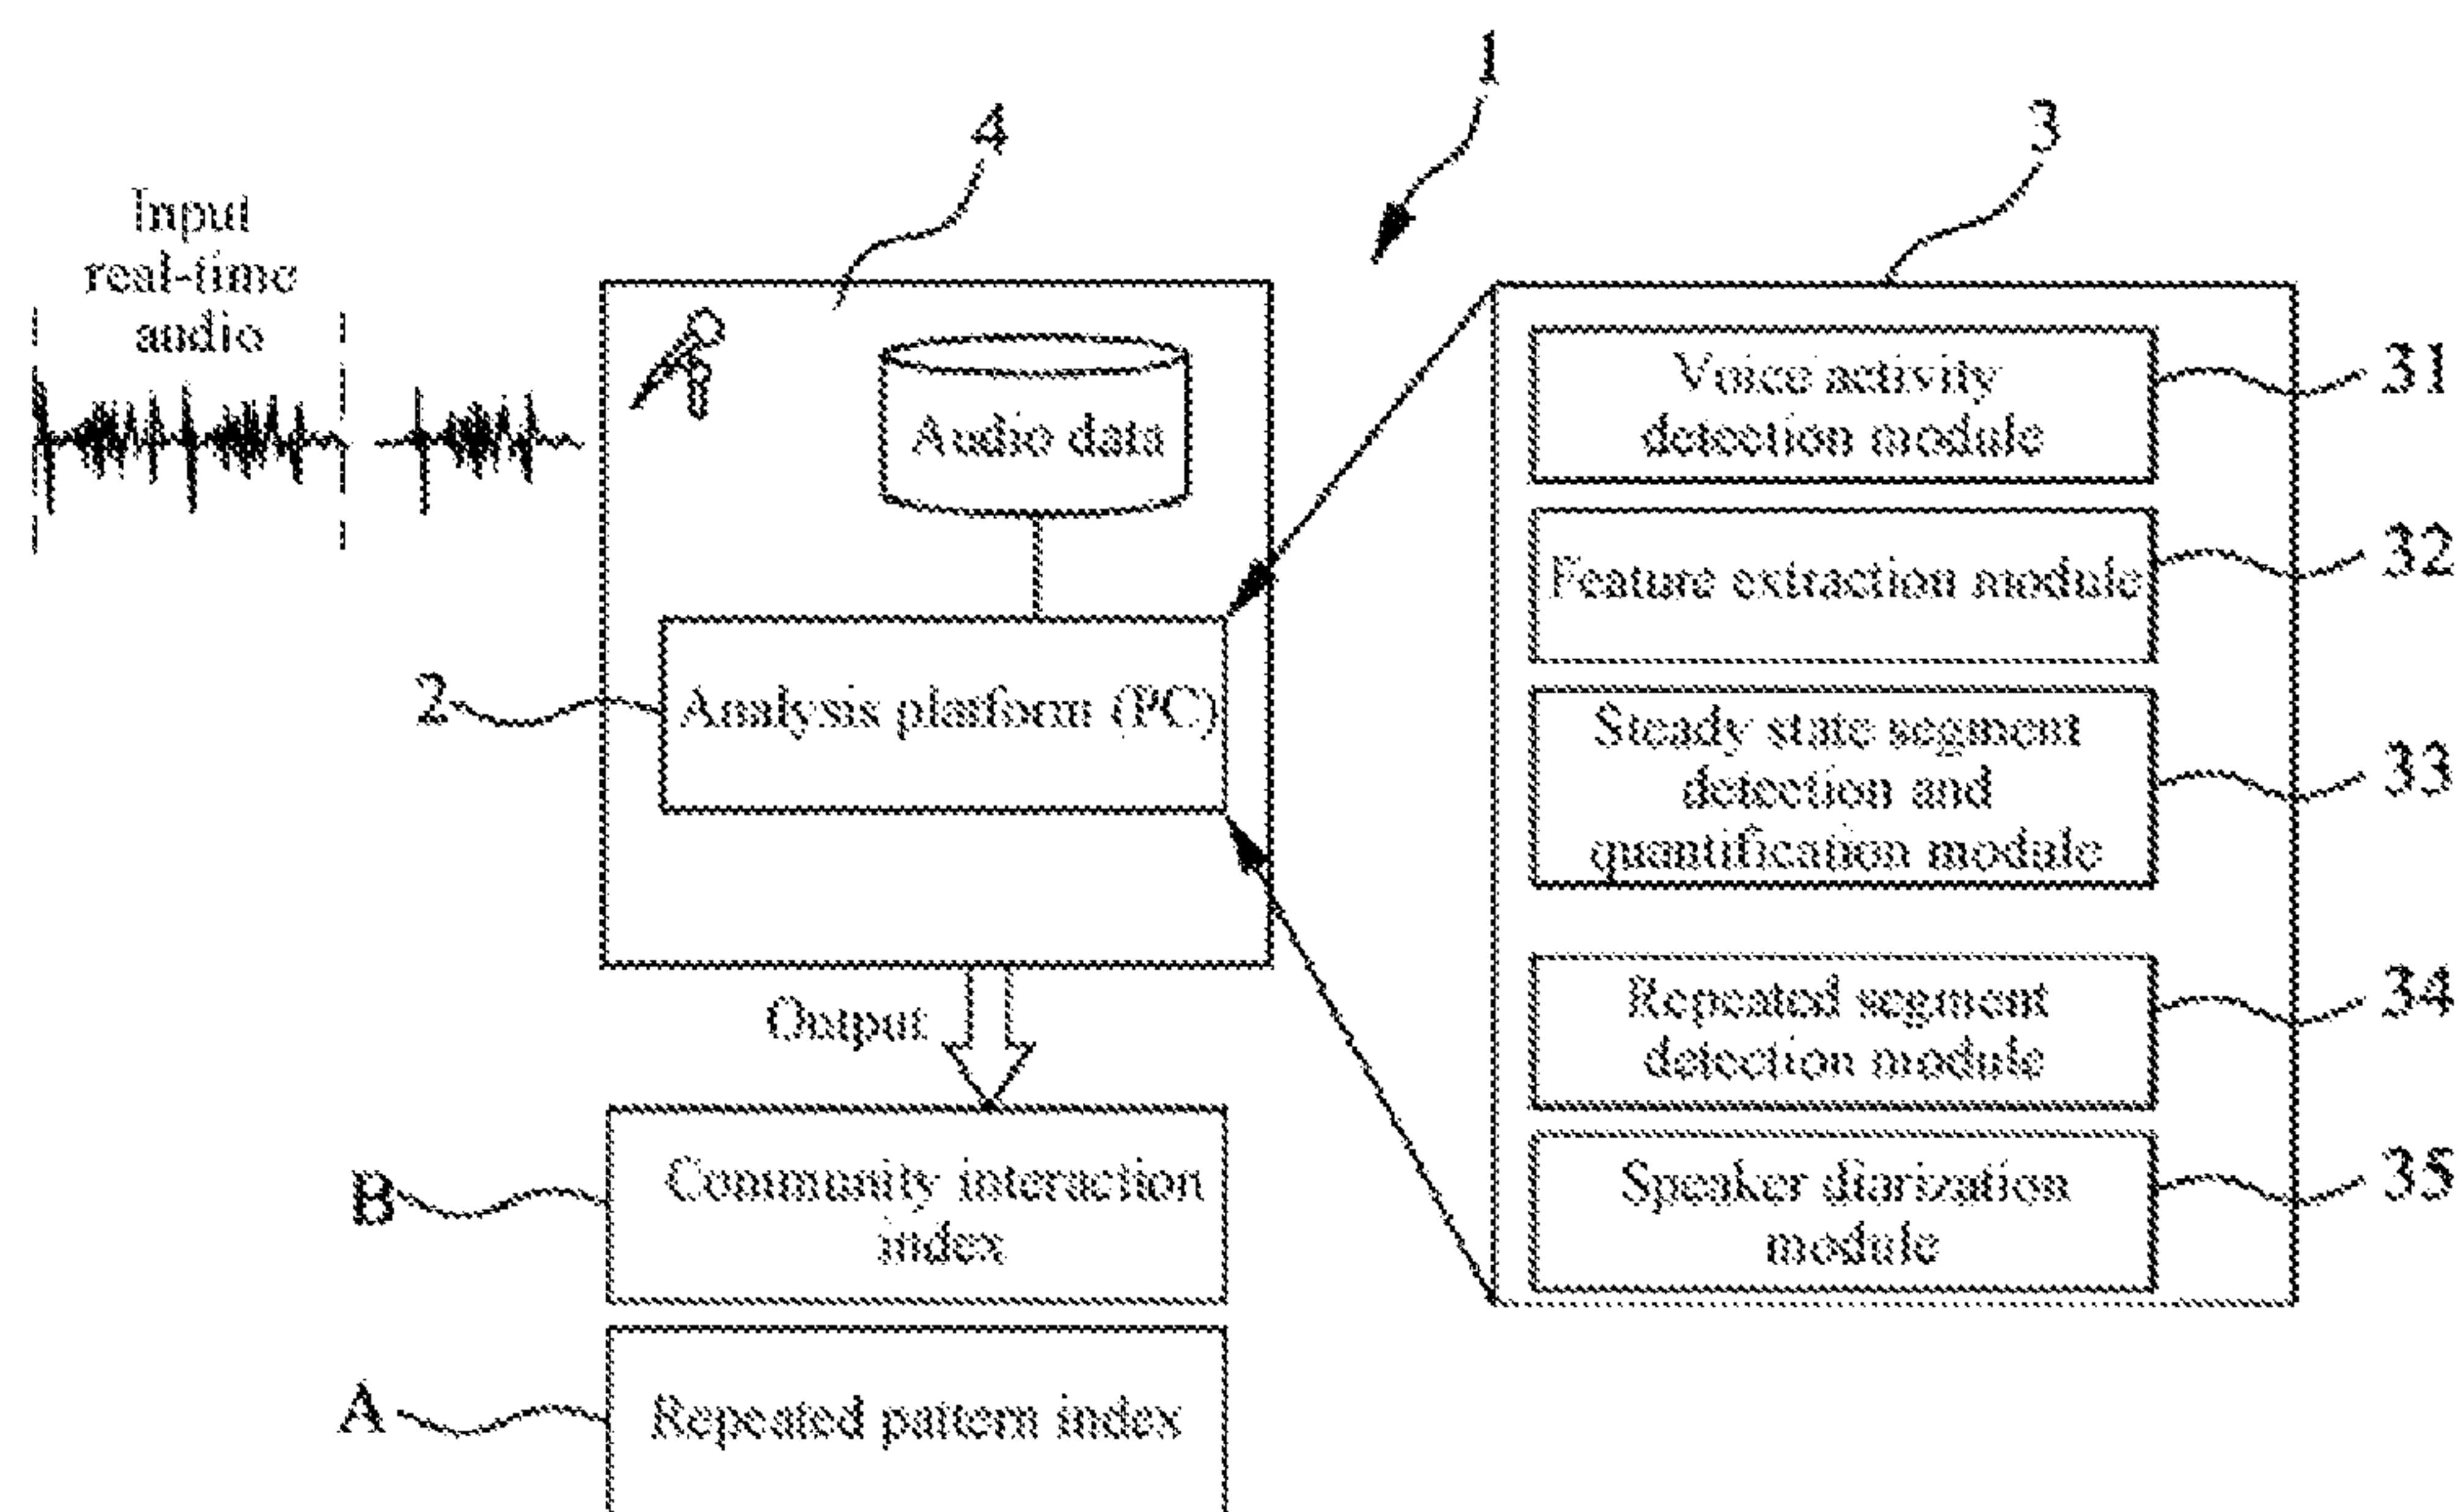 1
4
3
Input
real-time
audio
Audio data
2
Analysis platform (PC)
Voice activity
detection module
31
Feature extraction module
32
Steady state segment
detection and
quantification module
33
Repeated segment
detection module
34
Speaker diarization
module
35
Output
B
Community interaction
index
A
Repeated pattern index